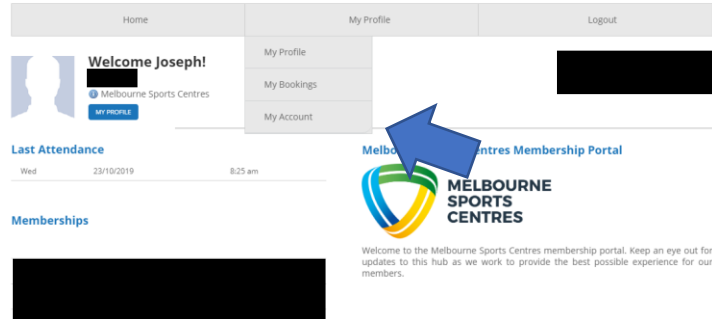 Home My Profile Logout
My Profile
My Bookings
My Account
Welcome Joseph!
Melbourne Sports Centres
MY PROFILE
Last Attendance
Wed 23/10/2019 8:25 am
Memberships
Centres Membership Portal
MELBOURNE
SPORTS
CENTRES
Welcome to the Melbourne Sports Centres membership portal. Keep an eye out for
updates to this hub as we work to provide the best possible experience for our
members.